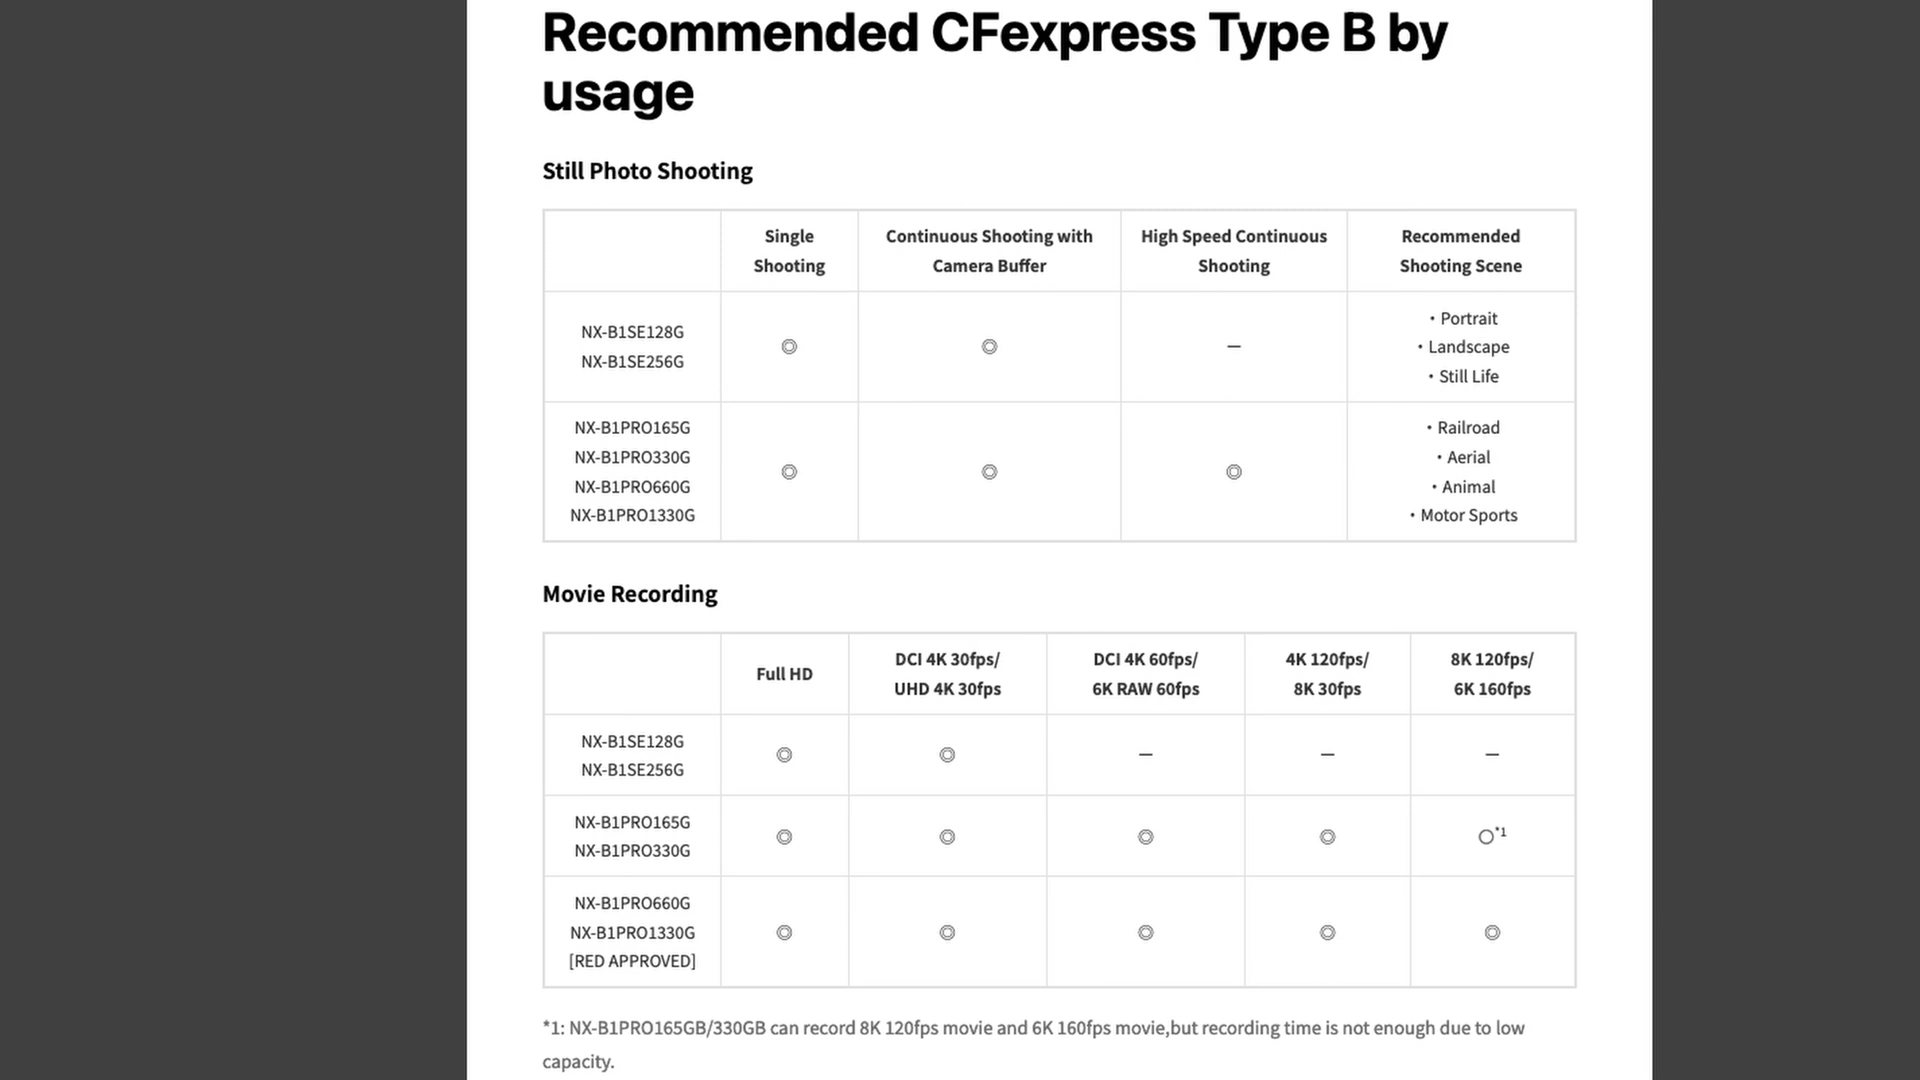 Recommended CFexpress Type B by
usage
Still Photo Shooting
Single
Shooting
Continuous Shooting with
Camera Buffer
High Speed Continuous
Shooting
Recommended
Shooting Scene
NX-B1SE128G
NX-B1SE256G
◎
◎
—
・Portrait
・Landscape
・Still Life
NX-B1PRO165G
NX-B1PRO330G
NX-B1PRO660G
NX-B1PRO1330G
◎
◎
◎
・Railroad
・Aerial
・Animal
・Motor Sports
Movie Recording
Full HD
DCI 4K 30fps/
UHD 4K 30fps
DCI 4K 60fps/
6K RAW 60fps
4K 120fps/
8K 30fps
8K 120fps/
6K 160fps
NX-B1SE128G
NX-B1SE256G
◎
◎
—
—
—
NX-B1PRO165G
NX-B1PRO330G
◎
◎
◎
◎
○*1
NX-B1PRO660G
NX-B1PRO1330G
[RED APPROVED]
◎
◎
◎
◎
◎
*1: NX-B1PRO165GB/330GB can record 8K 120fps movie and 6K 160fps movie,but recording time is not enough due to low
capacity.